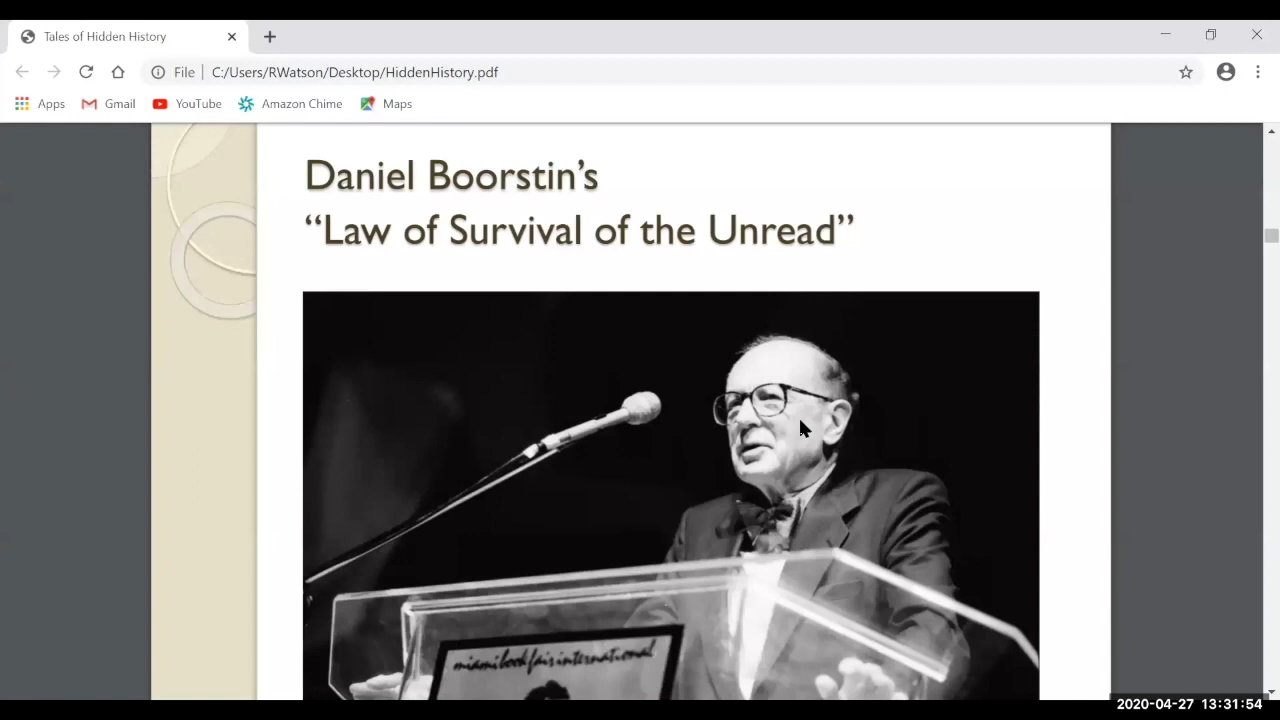 Tales of Hidden History
File
C:/Users/RWatson/Desktop/HiddenHistory.pdf
Apps
Gmail
YouTube
Amazon Chime
Maps
Daniel Boorstin’s
“Law of Survival of the Unread”
miami book fair international
2020-04-27 13:31:54